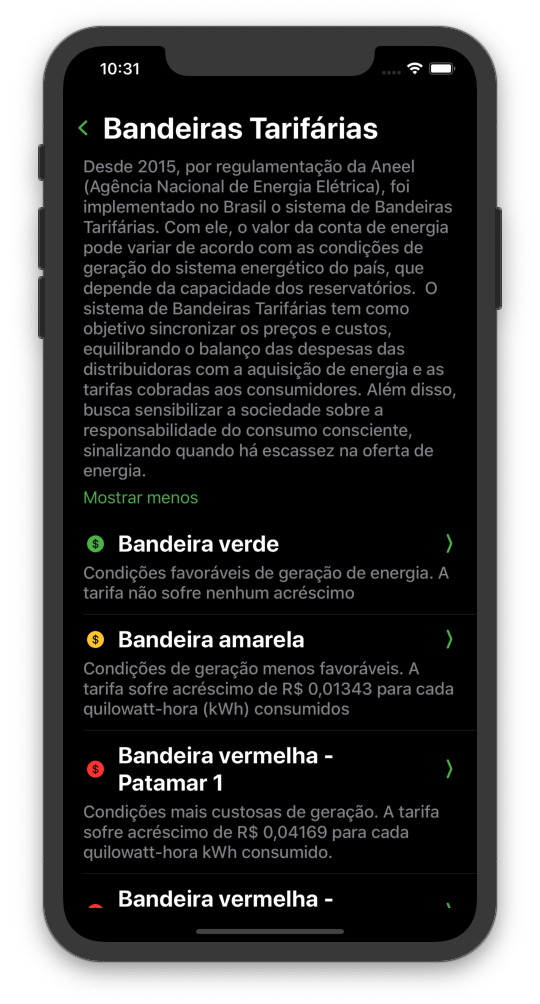 10:31
Bandeiras Tarifárias
Desde 2015, por regulamentação da Aneel
(Agência Nacional de Energia Elétrica), foi
implementado no Brasil o sistema de Bandeiras
Tarifárias. Com ele, o valor da conta de energia
pode variar de acordo com as condições de
geração do sistema energético do país, que
depende da capacidade dos reservatórios.  O
sistema de Bandeiras Tarifárias tem como
objetivo sincronizar os preços e custos,
equilibrando o balanço das despesas das
distribuidoras com a aquisição de energia e as
tarifas cobradas aos consumidores. Além disso,
busca sensibilizar a sociedade sobre a
responsabilidade do consumo consciente,
sinalizando quando há escassez na oferta de
energia.
Mostrar menos
$ Bandeira verde
Condições favoráveis de geração de energia. A
tarifa não sofre nenhum acréscimo
$ Bandeira amarela
Condições de geração menos favoráveis. A
tarifa sofre acréscimo de R$ 0,01343 para cada
quilowatt-hora (kWh) consumidos
Bandeira vermelha -
$ Patamar 1
Condições mais custosas de geração. A tarifa
sofre acréscimo de R$ 0,04169 para cada
quilowatt-hora kWh consumido.
Bandeira vermelha -